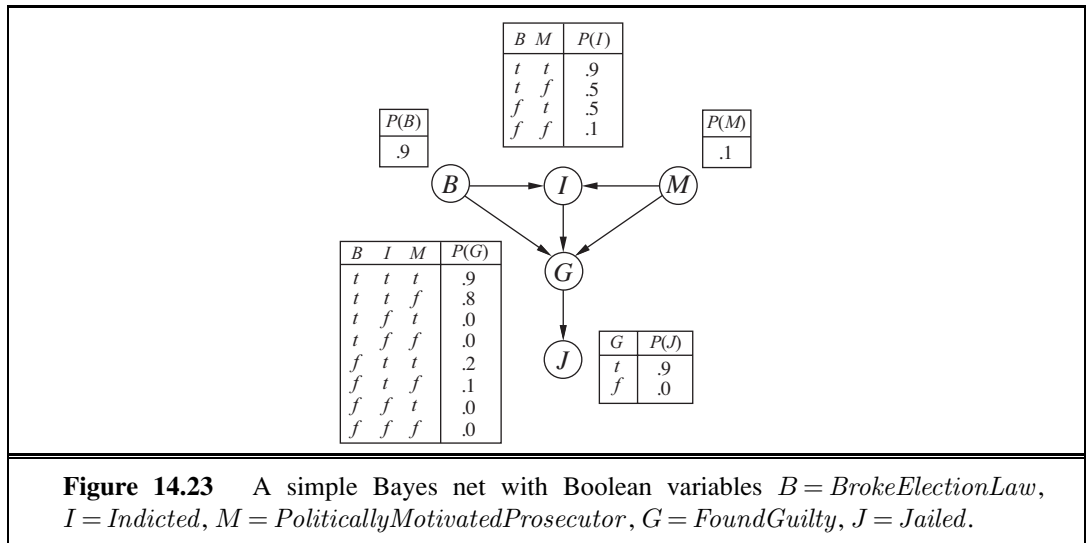 B M P(I)
t t .9
t f .5
f t .5
f f .1
P(B)
.9
P(M)
.1
B I M
B I M P(G)
t t t .9
t t f .8
t f t .0
t f f .0
f t t .2
f t f .1
f f t .0
f f f .0
G
J
G P(J)
t .9
f .0
Figure 14.23 A simple Bayes net with Boolean variables B = BrokeElectionLaw,
I = Indicted, M = PoliticallyMotivatedProsecutor, G = FoundGuilty, J = Jailed.